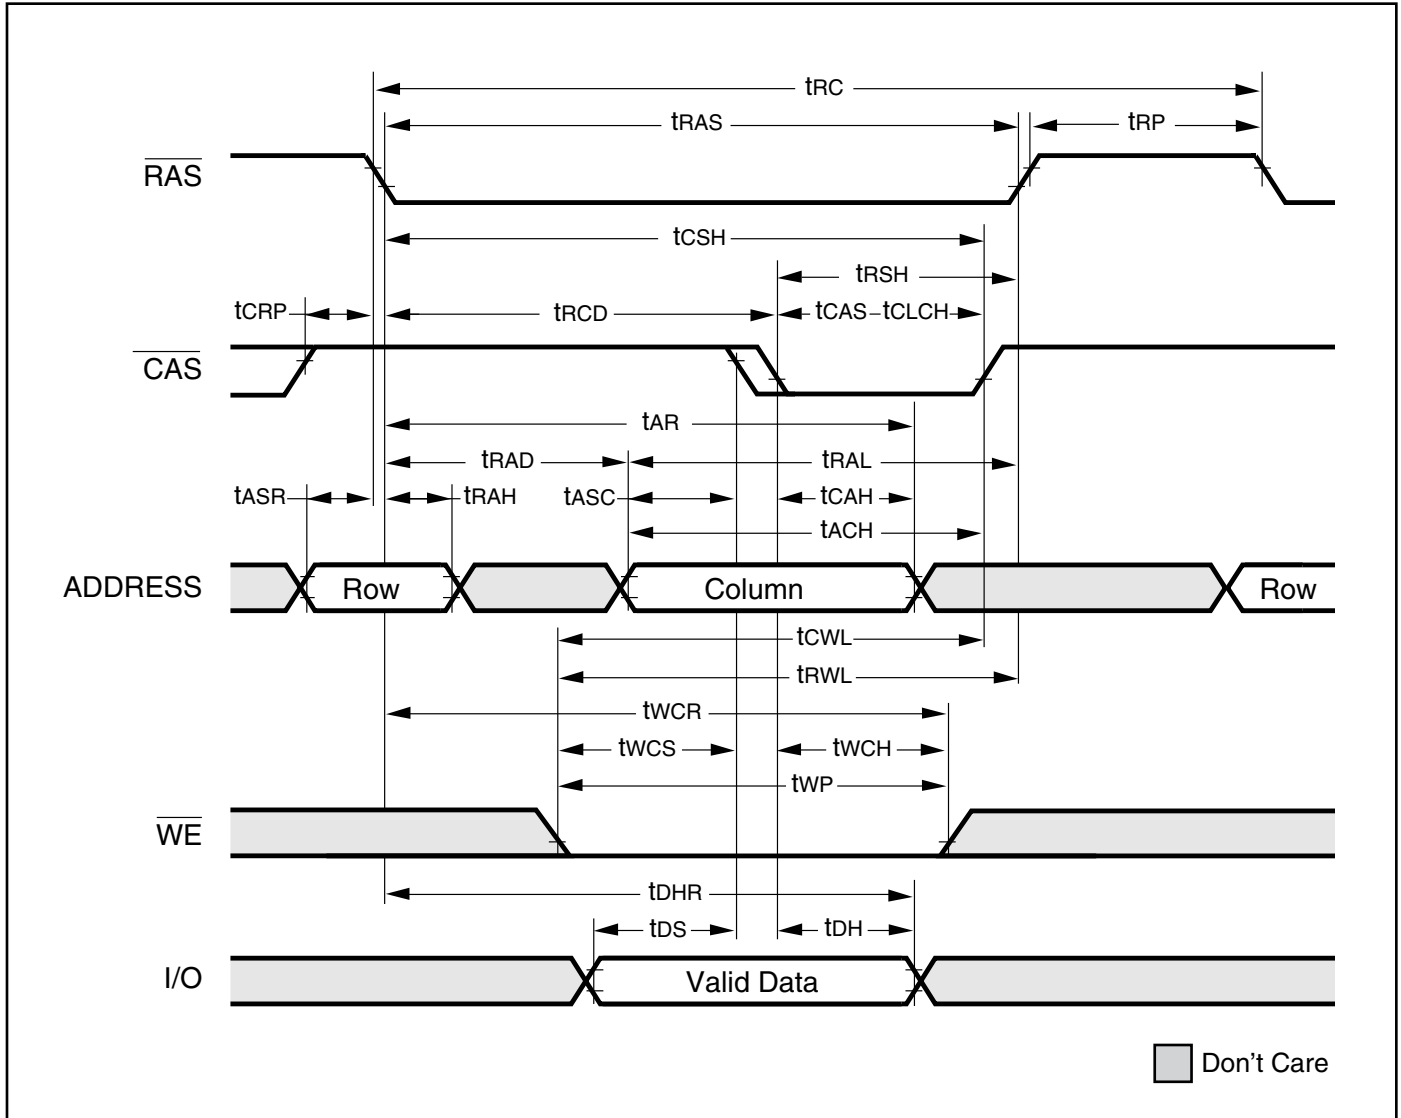 tRC
tRAS
tRP
RAS
tCSH
tRSH
tCRP
tRCD
tCAS
tCLCH
CAS
tAR
tRAD
tRAL
tASR
tRAH
tASC
tCAH
tACH
ADDRESS
Row
Column
Row
tCWL
tRWL
tWCR
tWCS
tWCH
tWP
WE
tDHR
tDS
tDH
I/O
Valid Data
Don't Care